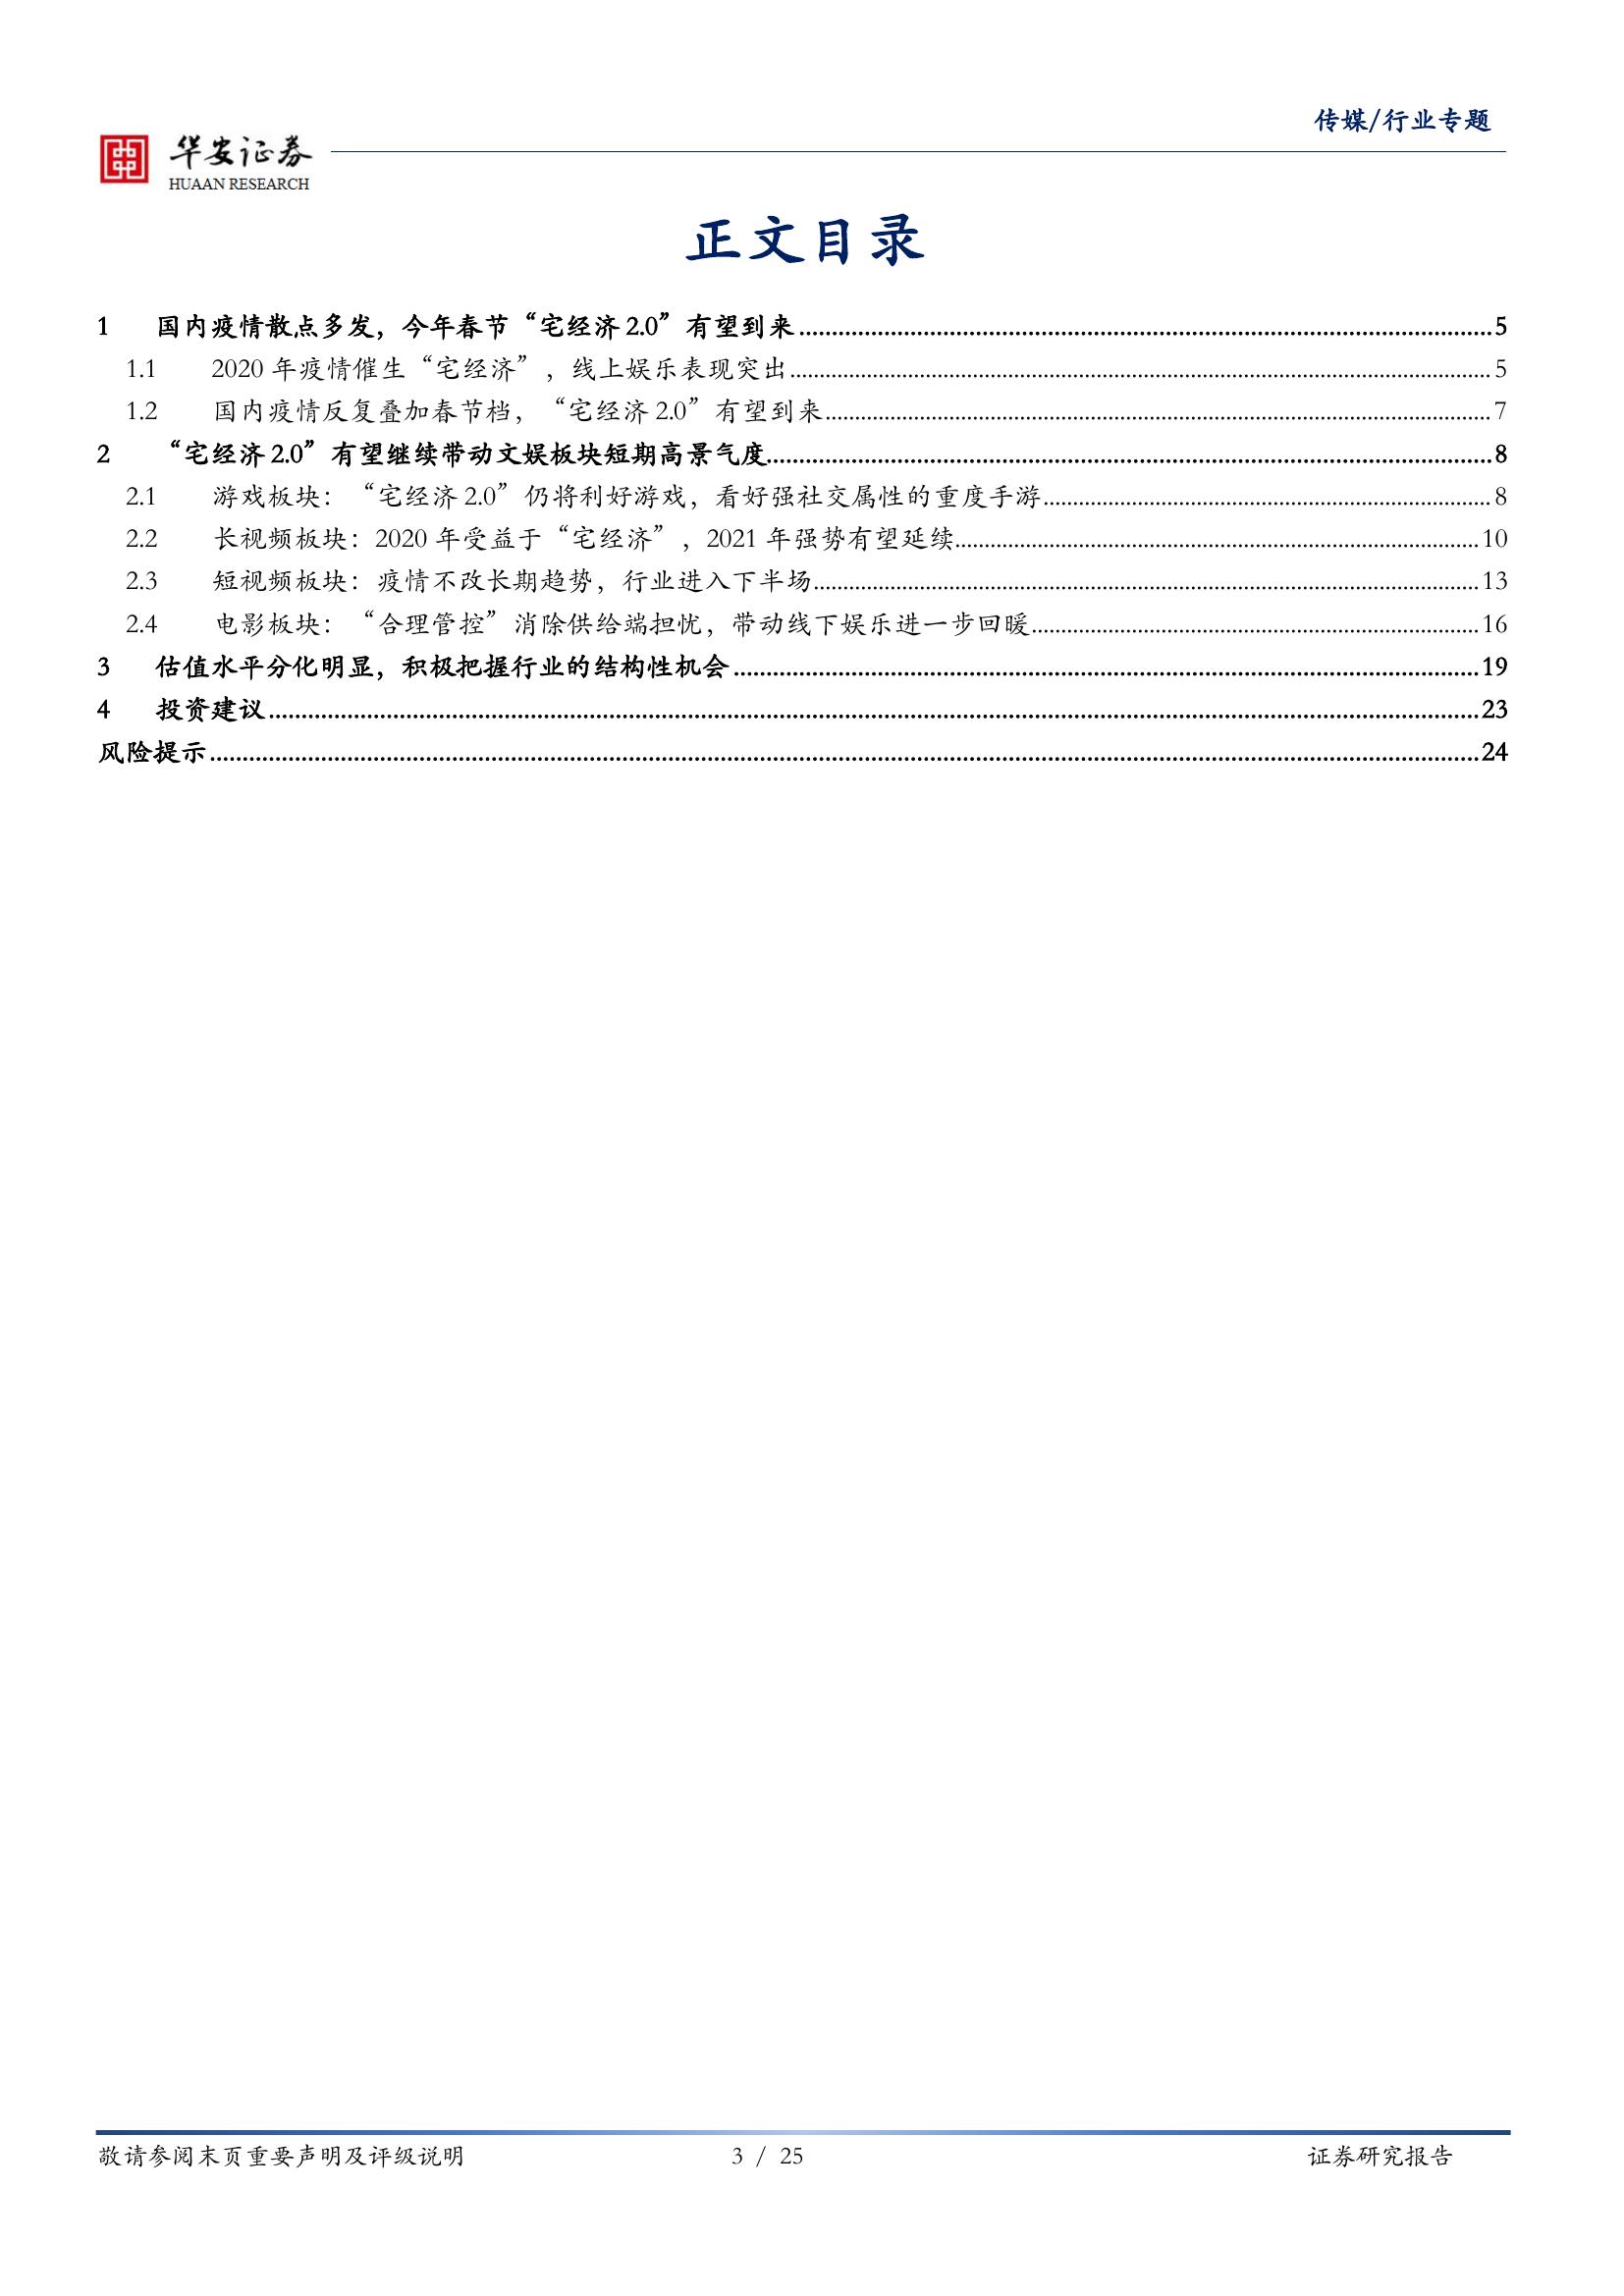 传媒/行业专题
华安证券
HUAAN RESEARCH
正文目录
1 国内疫情散点多发，今年春节“宅经济 2.0”有望到来 5
1.1 2020 年疫情催生“宅经济”，线上娱乐表现突出 5
1.2 国内疫情反复叠加春节档，“宅经济 2.0”有望到来 7
2 “宅经济 2.0”有望继续带动文娱板块短期高景气度 8
2.1 游戏板块：“宅经济 2.0”仍将利好游戏，看好强社交属性的重度手游 8
2.2 长视频板块：2020 年受益于“宅经济”，2021 年强势有望延续 10
2.3 短视频板块：疫情不改长期趋势，行业进入下半场 13
2.4 电影板块：“合理管控”消除供给端担忧，带动线下娱乐进一步回暖 16
3 估值水平分化明显，积极把握行业的结构性机会 19
4 投资建议 23
风险提示 24
敬请参阅末页重要声明及评级说明 3 / 25 证券研究报告